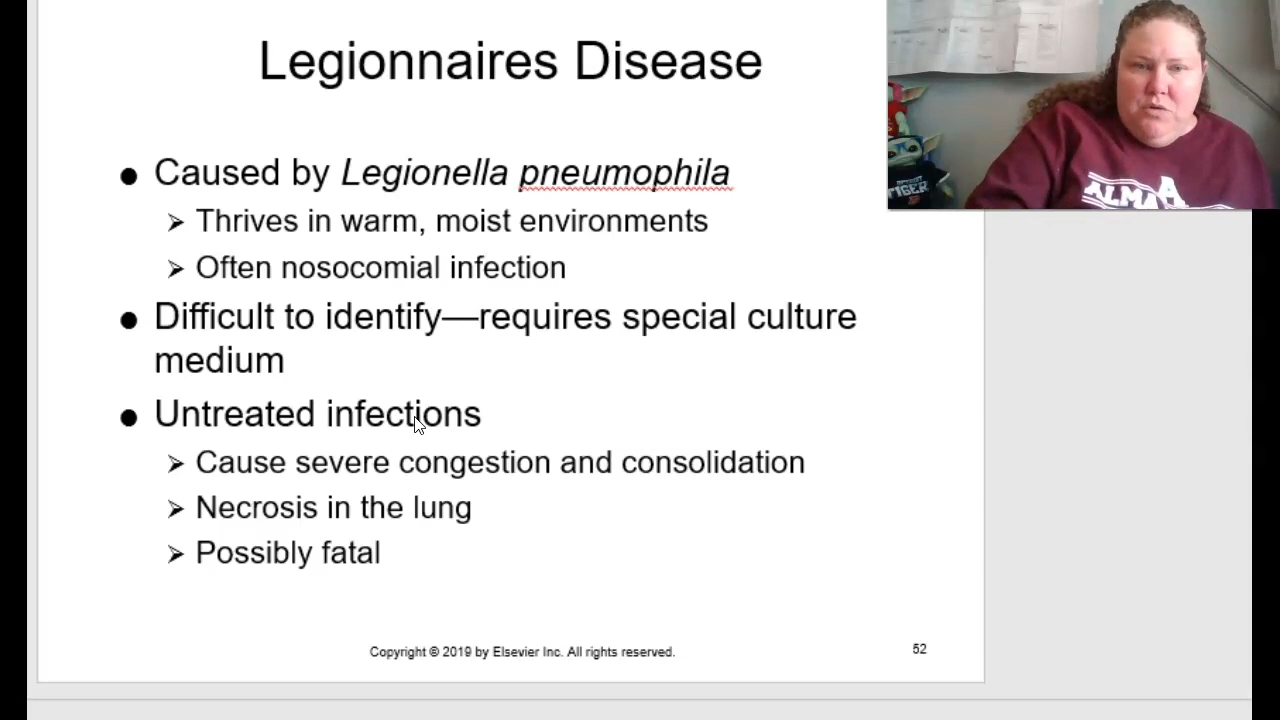 Legionnaires Disease
Caused by Legionella pneumophila
Thrives in warm, moist environments
Often nosocomial infection
Difficult to identify—requires special culture
medium
Untreated infections
Cause severe congestion and consolidation
Necrosis in the lung
Possibly fatal
Copyright © 2019 by Elsevier Inc. All rights reserved.
52
TIGER
ALMA